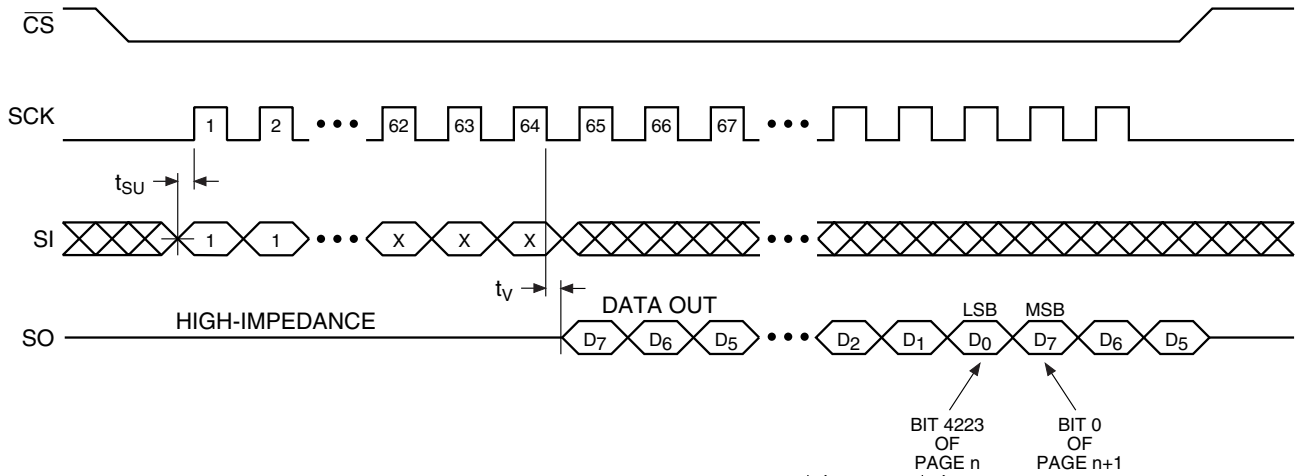 CS
SCK
1 2 ••• 62 63 64 65 66 67 •••
tSU
SI
1 1 ••• X X X •••
tV
DATA OUT
HIGH-IMPEDANCE
LSB MSB
SO
D7 D6 D5 ••• D2 D1 D0 D7 D6 D5
BIT 4223
OF
PAGE n
BIT 0
OF
PAGE n+1